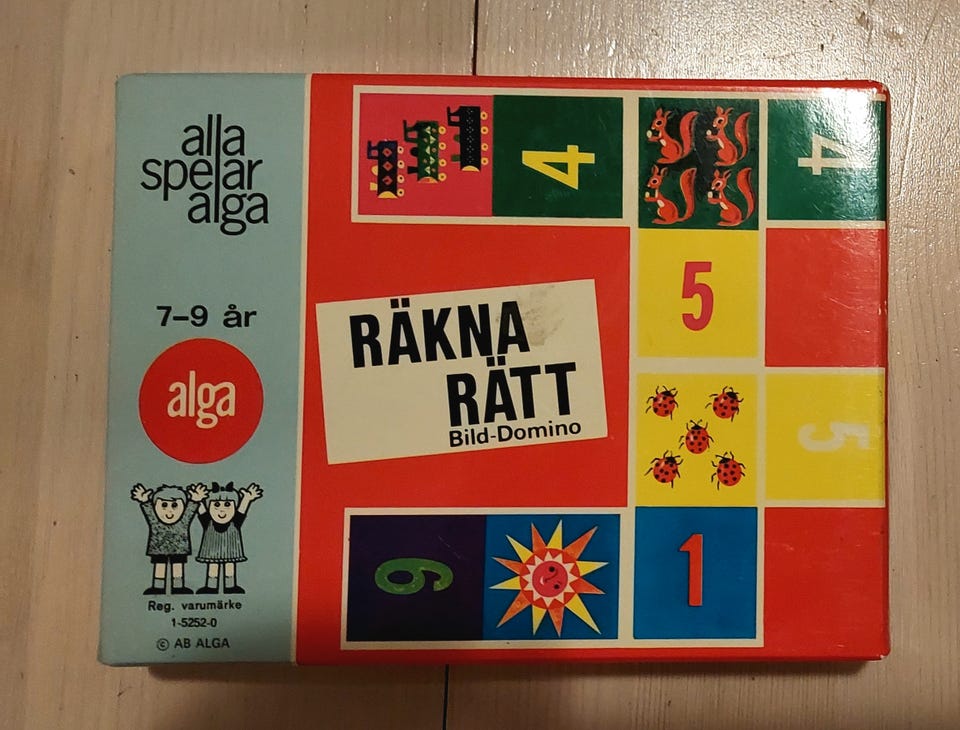 alla
spelar
alga
7–9 år
alga
Reg. varumärke
1-5252-0
© AB ALGA
RÄKNA
RÄTT
Bild-Domino
4
4
5
5
6
1